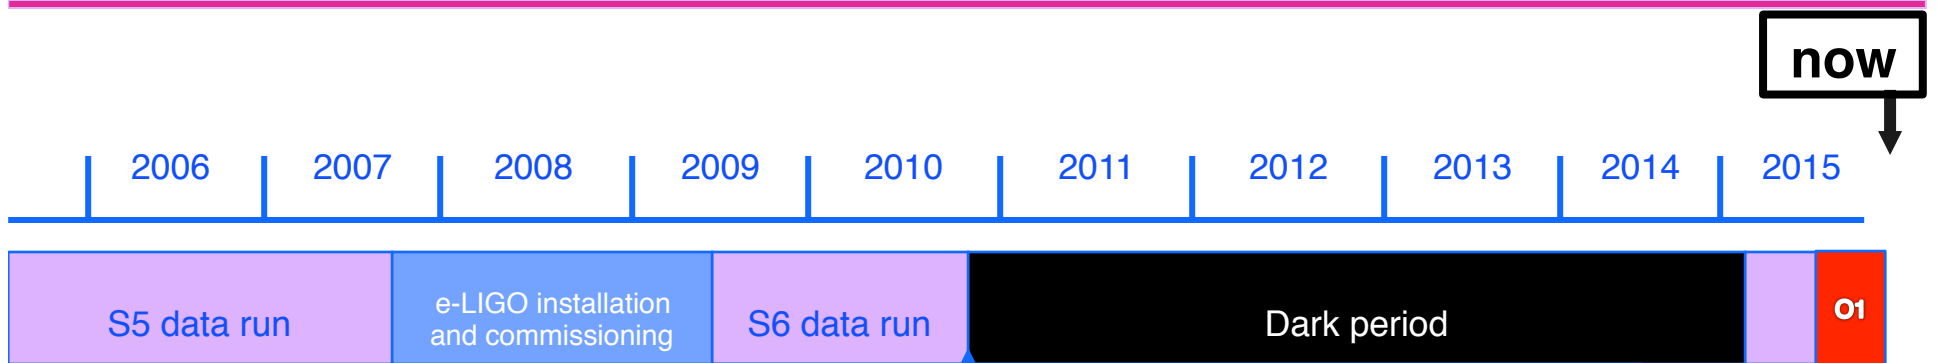 now
2006 2007 2008 2009 2010 2011 2012 2013 2014 2015
S5 data run
e-LIGO installation
and commissioning
S6 data run
Dark period
O1